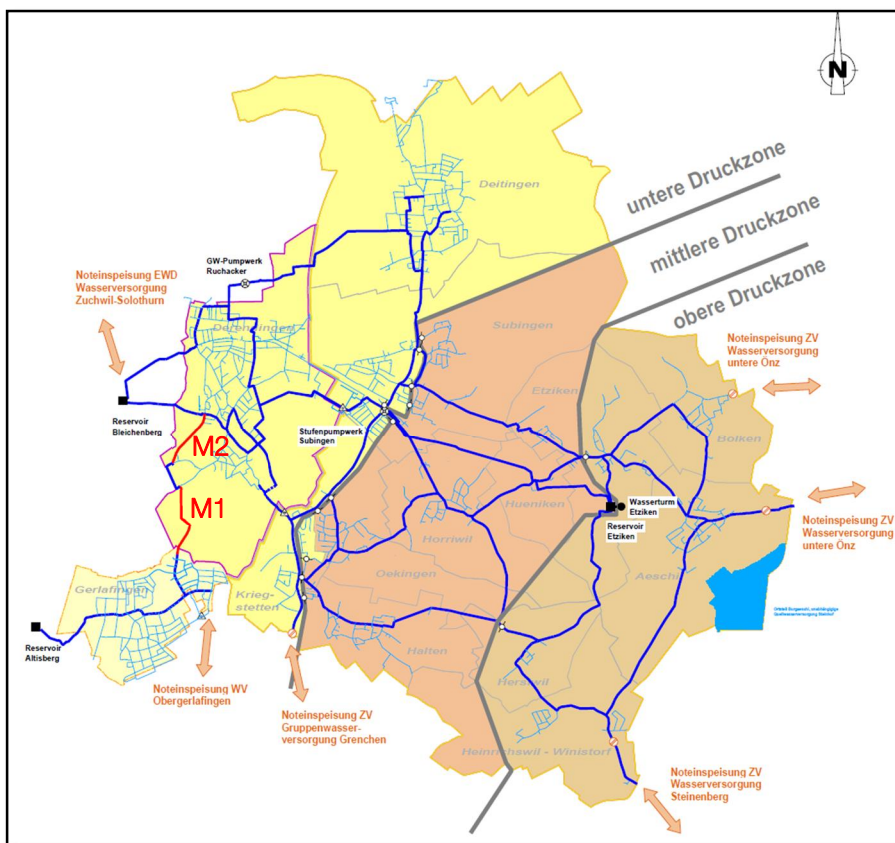 N
Deitingen
untere Druckzone
mittlere Druckzone
obere Druckzone
GW-Pumpwerk
Ruchacker
Noteinspeisung EWD
Wasserversorgung
Zuchwil-Solothurn
Derendingen
Subingen
Etziken
Noteinspeisung ZV
Wasserversorgung
untere Önz
Reservoir
Bleichenberg
Stufenpumpwerk
Subingen
Bolken
M2
M1
Hueniken
Wasserturm
Etziken
Reservoir
Etziken
Noteinspeisung ZV
Wasserversorgung
untere Önz
Horriwil
Oekingen
Aeschi
Gerlafingen
Krieg-
stetten
Reservoir
Altisberg
Halten
Hersiwil
Noteinspeisung WV
Obergerlafingen
Noteinspeisung ZV
Gruppenwasser-
versorgung Grenchen
Heinrichswil - Winistorf
Noteinspeisung ZV
Wasserversorgung
Steinenberg